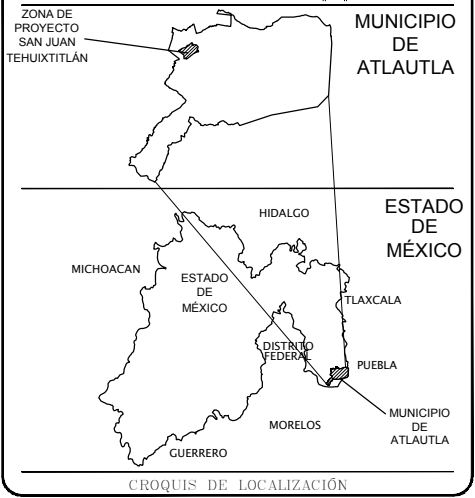 ZONA DE
PROYECTO
SAN JUAN
TEHUIXTITLÁN
MUNICIPIO
DE
ATLAUTLA
ESTADO
DE
MÉXICO
HIDALGO
MICHOACAN
ESTADO
DE
MÉXICO
TLAXCALA
DISTRITO
FEDERAL
PUEBLA
MUNICIPIO
DE
ATLAUTLA
MORELOS
GUERRERO
CROQUIS DE LOCALIZACIÓN